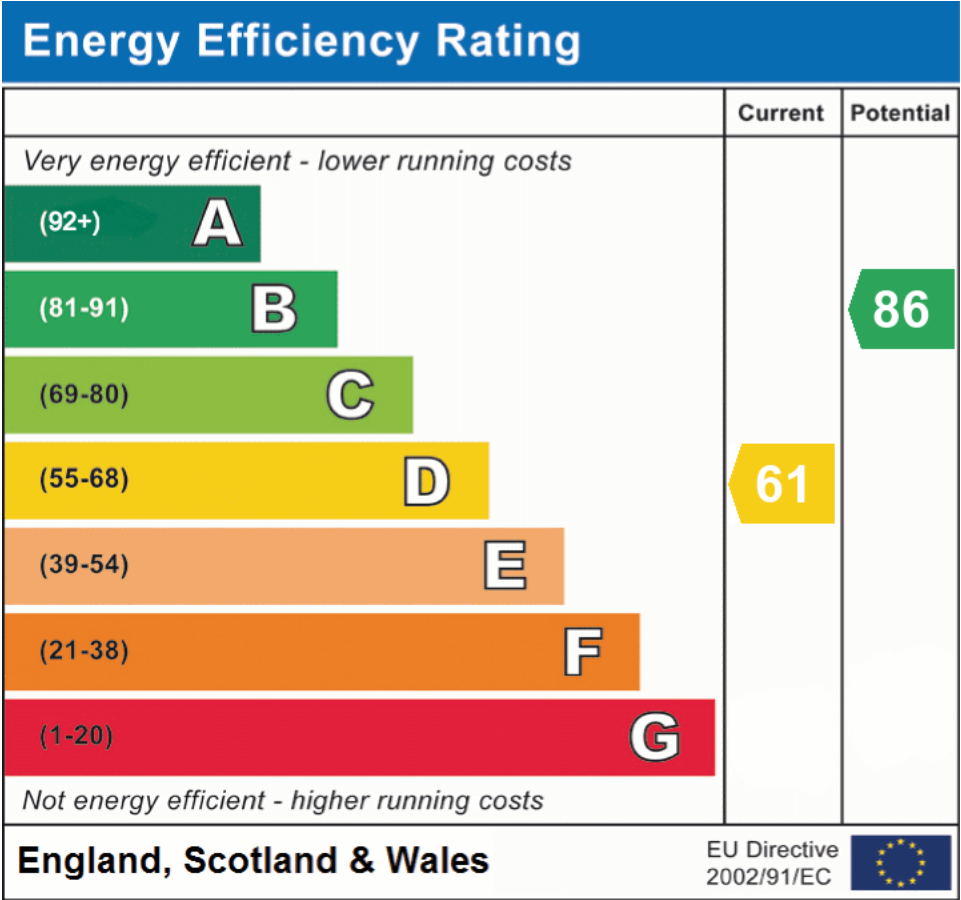 Energy Efficiency Rating
Current Potential
Very energy efficient - lower running costs
(92+) A
(81-91) B
86
(69-80) C
(55-68) D
61
(39-54) E
(21-38) F
(1-20) G
Not energy efficient - higher running costs
England, Scotland & Wales
EU Directive
2002/91/EC